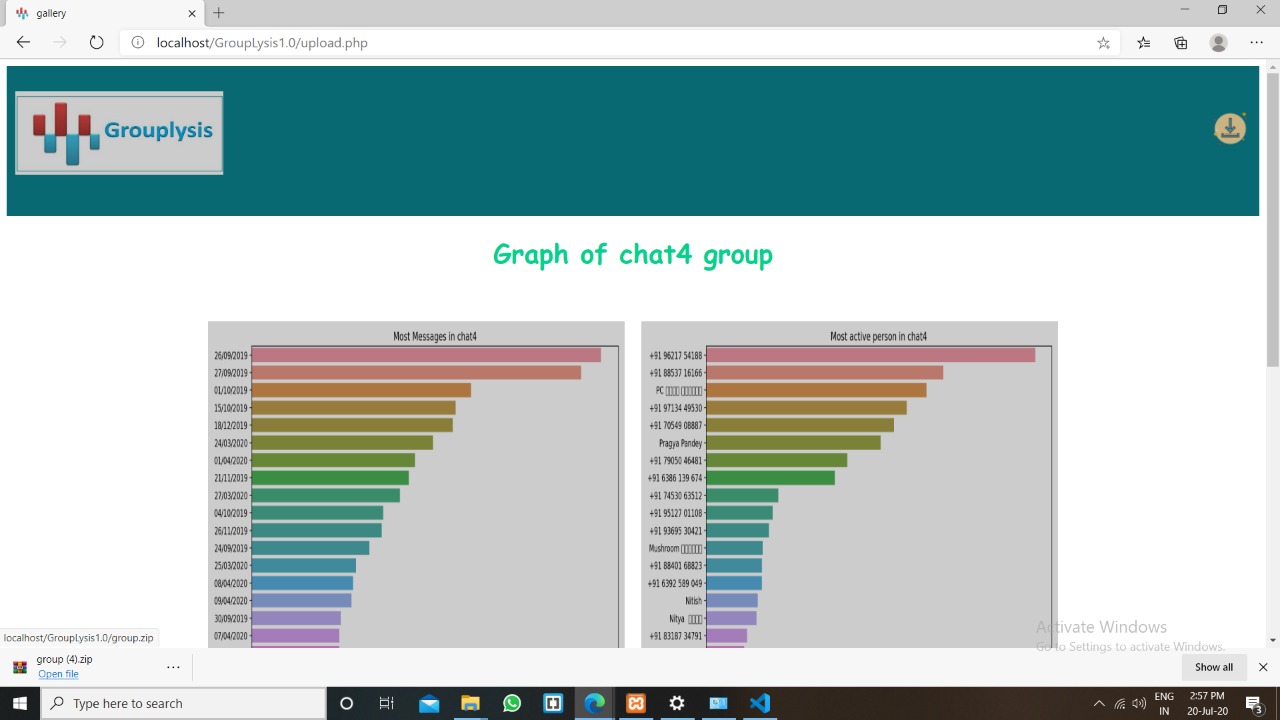 gallery
localhost/GroupLysis1.0/upload.php
Grouplysis
Graph of chat4 group
Most Messages in chat4
26/09/2019
27/09/2019
01/10/2019
15/10/2019
18/12/2019
24/03/2020
01/04/2020
21/11/2019
27/03/2020
04/10/2019
26/11/2019
24/09/2019
25/03/2020
08/04/2020
09/04/2020
30/09/2019
07/04/2020
Most active person in chat4
+91 96217 54188
+91 88537 16166
PC
+91 97134 49530
+91 70549 08887
Pragya Pandey
+91 79050 46481
+91 6386 139 674
+91 74530 63512
+91 95127 01108
+91 93695 30421
Mushroom
+91 88401 68823
+91 6392 589 049
Nitish
Nitya
+91 83187 34791
Activate Windows
Go to Settings to activate Windows.
localhost/GroupLysis1.0/group.zip
group (4).zip
Open file
Show all
Type here to search
ENG
IN
2:57 PM
20-Jul-20
3